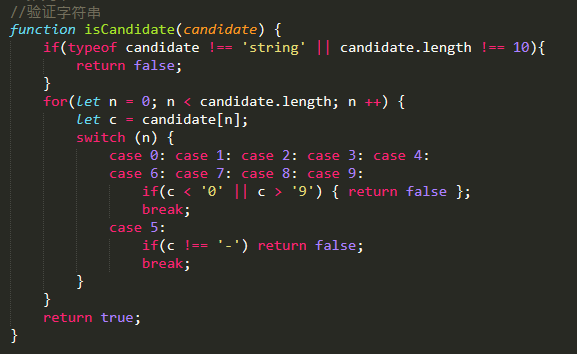 //验证字符串
function isCandidate(candidate) {
    if(typeof candidate !== 'string' || candidate.length !== 10){
        return false;
    }
    for(let n = 0; n < candidate.length; n ++) {
        let c = candidate[n];
        switch (n) {
            case 0: case 1: case 2: case 3: case 4:
            case 6: case 7: case 8: case 9:
                if(c < '0' || c > '9') { return false };
                break;
            case 5:
                if(c !== '-') return false;
                break;
        }
    }
    return true;
}